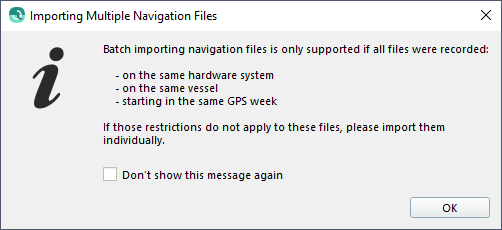 Importing Multiple Navigation Files
Batch importing navigation files is only supported if all files were recorded:
- on the same hardware system
- on the same vessel
- starting in the same GPS week
If those restrictions do not apply to these files, please import them
individually.
Don't show this message again
OK